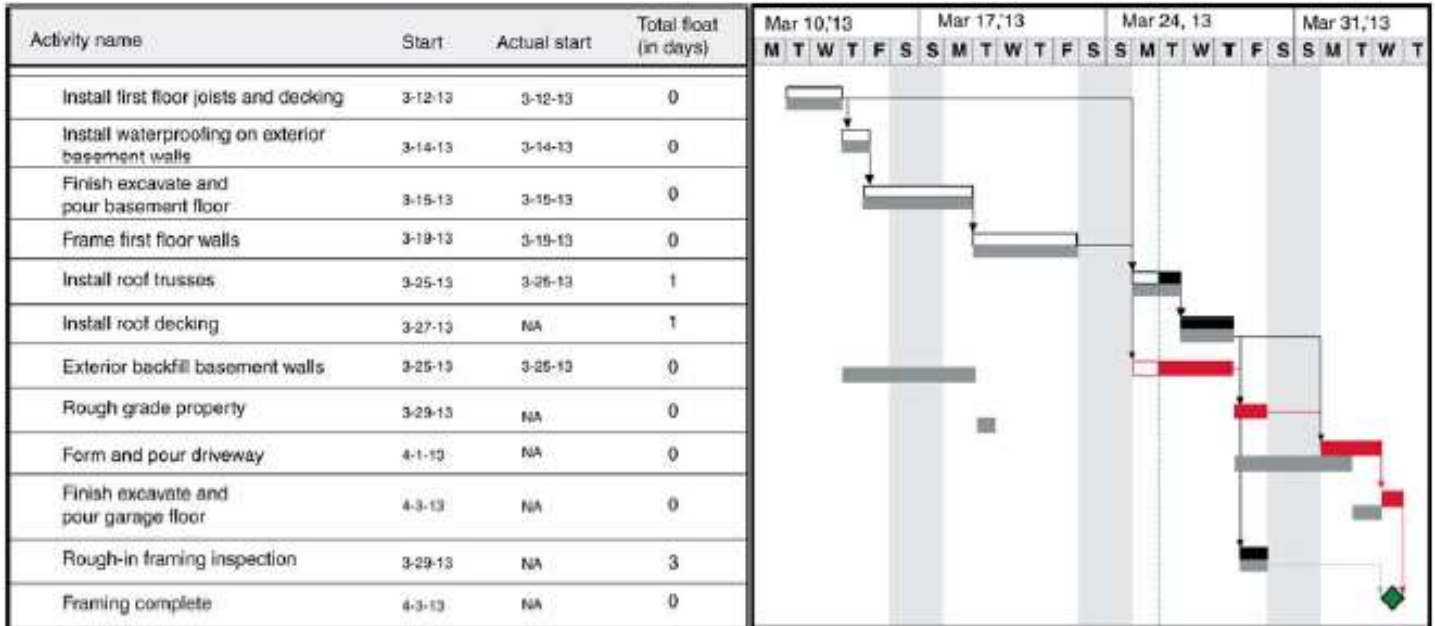 Activity name Start Actual start Total float
(in days)
Mar 10,'13 Mar 17,'13 Mar 24, 13 Mar 31,'13
M T W T F S S M T W T F S S M T W T F S S M T W T
Install first floor joists and decking 3-12-13 3-12-13 0
Install waterproofing on exterior
basement walls 3-14-13 3-14-13 0
Finish excavate and
pour basement floor 3-15-13 3-15-13 0
Frame first floor walls 3-19-13 3-19-13 0
Install roof trusses 3-25-13 3-25-13 1
Install roof decking 3-27-13 NA 1
Exterior backfill basement walls 3-25-13 3-25-13 0
Rough grade property 3-29-13 NA 0
Form and pour driveway 4-1-13 NA 0
Finish excavate and
pour garage floor 4-3-13 NA 0
Rough-in framing inspection 3-29-13 NA 3
Framing complete 4-3-13 NA 0